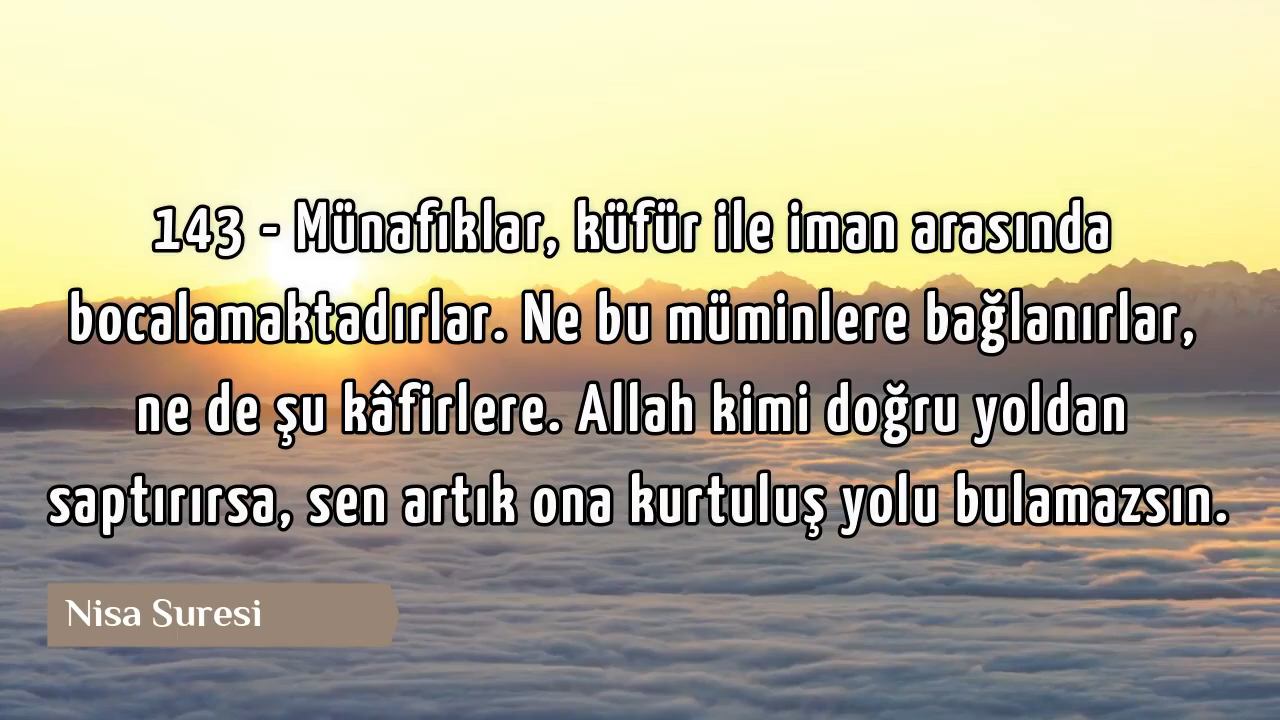 143 - Münafıklar, küfür ile iman arasında
bocalamaktadırlar. Ne bu müminlere bağlanırlar,
ne de şu kâfirlere. Allah kimi doğru yoldan
saptırırsa, sen artık ona kurtuluş yolu bulamazsın.
Nisa Suresi